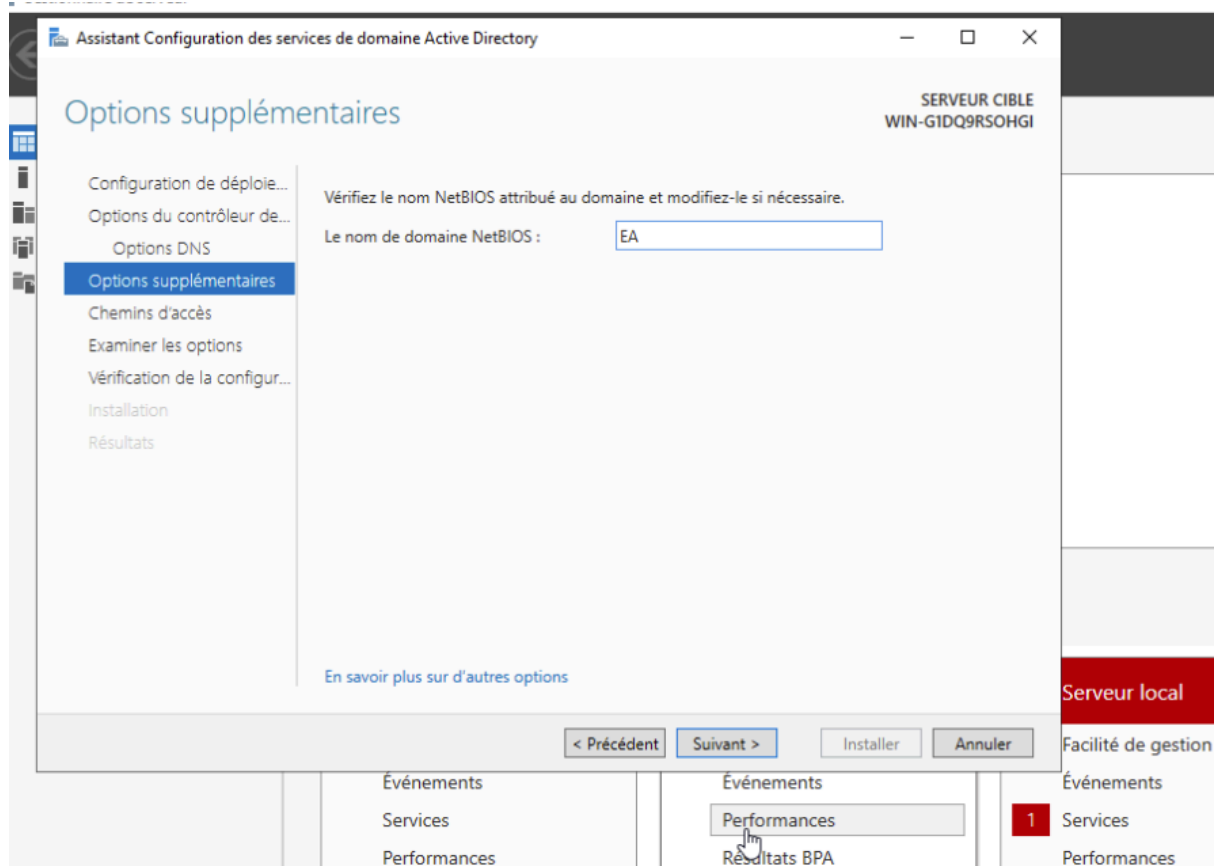 Assistant Configuration des services de domaine Active Directory
Options supplémentaires
SERVEUR CIBLE
WIN-G1DQ9RSOHGI
Configuration de déploie...
Options du contrôleur de...
Options DNS
Options supplémentaires
Chemins d'accès
Examiner les options
Vérification de la configur...
Installation
Résultats
Vérifiez le nom NetBIOS attribué au domaine et modifiez-le si nécessaire.
Le nom de domaine NetBIOS : EA
En savoir plus sur d'autres options
< Précédent Suivant > Installer Annuler
Serveur local
Facilité de gestion
Événements Événements Événements
Services Performances 1 Services
Performances Résultats BPA Performances